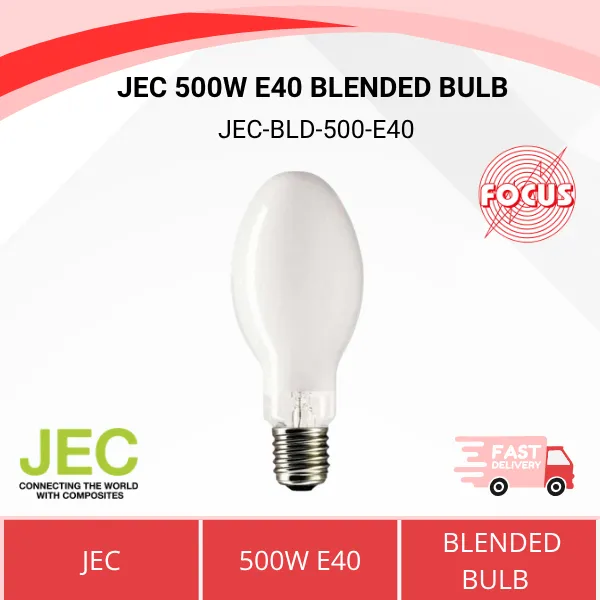 JEC 500W E40 BLENDED BULB
JEC-BLD-500-E40
FOCUS
JEC
CONNECTING THE WORLD
WITH COMPOSITES
FAST
DELIVERY
JEC
500W E40
BLENDED
BULB